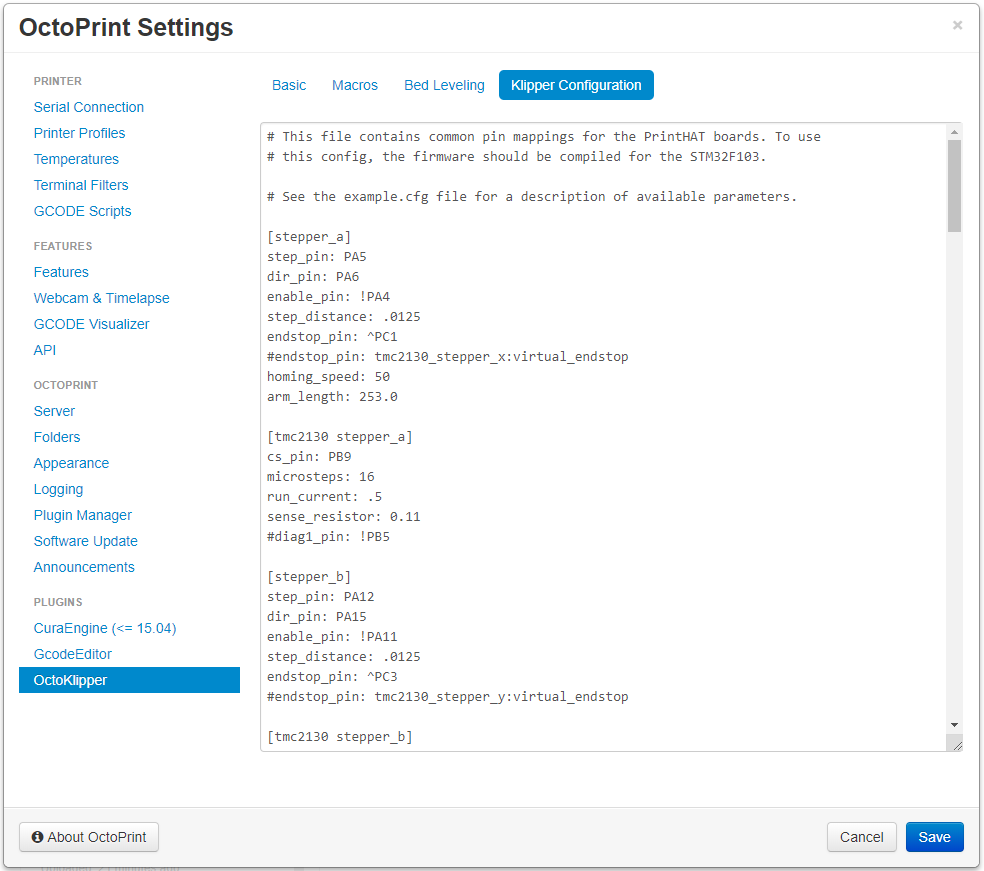 OctoPrint Settings
×
PRINTER
Serial Connection
Printer Profiles
Temperatures
Terminal Filters
GCODE Scripts
FEATURES
Features
Webcam & Timelapse
GCODE Visualizer
API
OCTOPRINT
Server
Folders
Appearance
Logging
Plugin Manager
Software Update
Announcements
PLUGINS
CuraEngine (<= 15.04)
GcodeEditor
OctoKlipper
Basic Macros Bed Leveling Klipper Configuration
# This file contains common pin mappings for the PrintHAT boards. To use
# this config, the firmware should be compiled for the STM32F103.
# See the example.cfg file for a description of available parameters.
[stepper_a]
step_pin: PA5
dir_pin: PA6
enable_pin: !PA4
step_distance: .0125
endstop_pin: ^PC1
#endstop_pin: tmc2130_stepper_x:virtual_endstop
homing_speed: 50
arm_length: 253.0
[tmc2130 stepper_a]
cs_pin: PB9
microsteps: 16
run_current: .5
sense_resistor: 0.11
#diag1_pin: !PB5
[stepper_b]
step_pin: PA12
dir_pin: PA15
enable_pin: !PA11
step_distance: .0125
endstop_pin: ^PC3
#endstop_pin: tmc2130_stepper_y:virtual_endstop
[tmc2130 stepper_b]
About OctoPrint
Cancel
Save